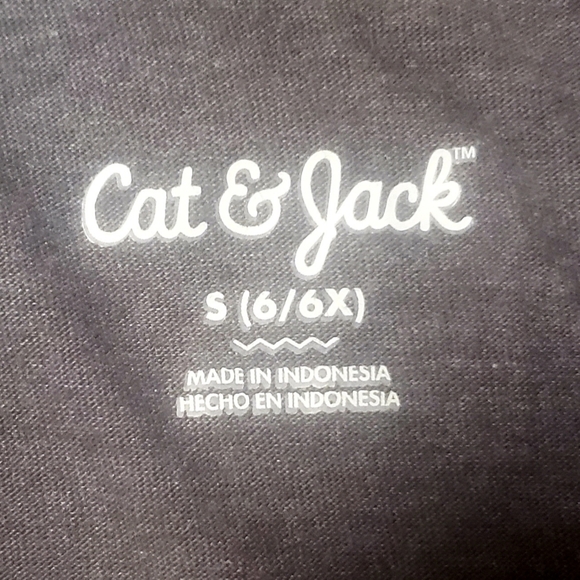 Cat & Jack™
S (6/6X)
MADE IN INDONESIA
HECHO EN INDONESIA